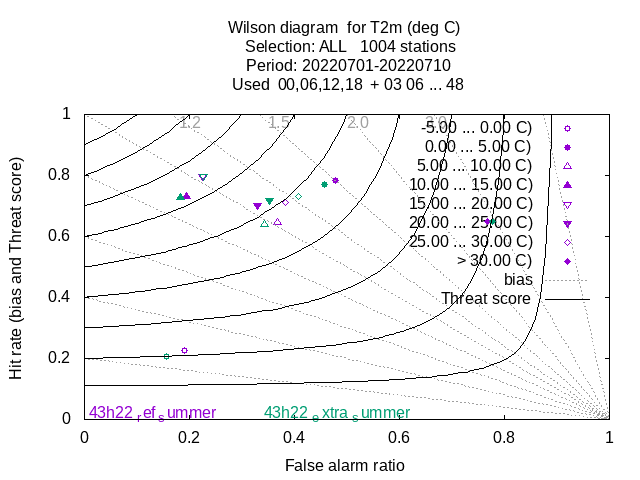 Wilson diagram  for T2m (deg C)
Selection: ALL   1004 stations
Period: 20220701-20220710
Used  00,06,12,18  + 03 06 ... 48
Hit rate (bias and Threat score)
1
0.8
0.6
0.4
0.2
0
1.2
1.5
2.0
3.0
-5.00 ... 0.00 C)
0.00 ... 5.00 C)
5.00 ... 10.00 C)
10.00 ... 15.00 C)
15.00 ... 20.00 C)
20.00 ... 25.00 C)
25.00 ... 30.00 C)
> 30.00 C)
bias
Threat score
43h22_ref_summer
43h22_extra_summer
0 0.2 0.4 0.6 0.8 1
False alarm ratio